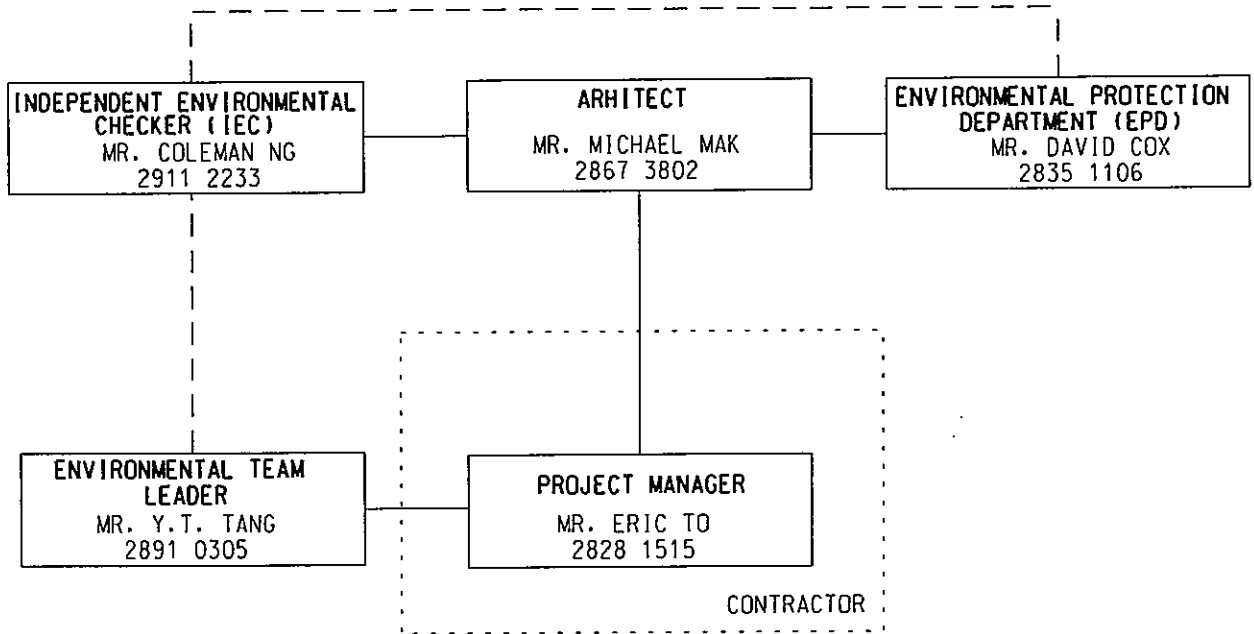 INDEPENDENT ENVIRONMENTAL
CHECKER (IEC)
MR. COLEMAN NG
2911 2233
ARHITECT
MR. MICHAEL MAK
2867 3802
ENVIRONMENTAL PROTECTION
DEPARTMENT (EPD)
MR. DAVID COX
2835 1106
ENVIRONMENTAL TEAM
LEADER
MR. Y.T. TANG
2891 0305
PROJECT MANAGER
MR. ERIC TO
2828 1515
CONTRACTOR